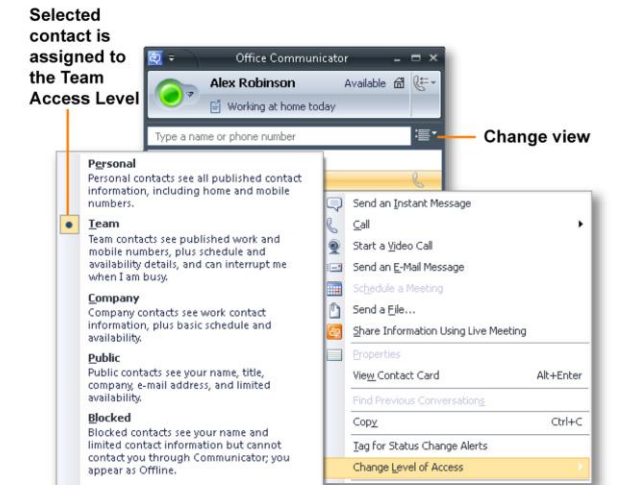 Selected
contact is
assigned to
the Team
Access Level
Office Communicator
Alex Robinson Available
Working at home today
Type a name or phone number
Change view
Personal
Personal contacts see all published contact
information, including home and mobile
numbers.
Team
Team contacts see published work and
mobile numbers, plus schedule and
availability details, and can interrupt me
when I am busy.
Company
Company contacts see work contact
information, plus basic schedule and
availability.
Public
Public contacts see your name, title,
company, e-mail address, and limited
availability.
Blocked
Blocked contacts see your name and
limited contact information but cannot
contact you through Communicator; you
appear as Offline.
Send an Instant Message
Call
Start a Video Call
Send an E-Mail Message
Schedule a Meeting
Send a File...
Share Information Using Live Meeting
Properties
View Contact Card Alt+Enter
Find Previous Conversations
Copy Ctrl+C
Tag for Status Change Alerts
Change Level of Access